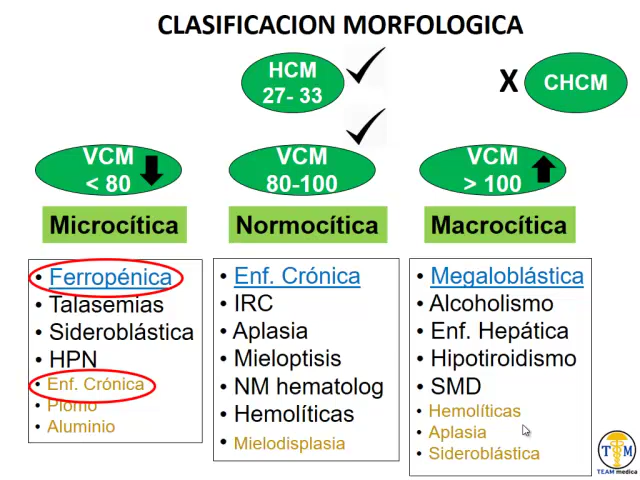 CLASIFICACION MORFOLOGICA
HCM
27- 33
X
CHCM
VCM
< 80
VCM
80-100
VCM
> 100
Microcítica
Normocítica
Macrocítica
• Ferropénica
• Talasemias
• Sideroblástica
• HPN
• Enf. Crónica
• Plomo
• Aluminio
• Enf. Crónica
• IRC
• Aplasia
• Mieloptisis
• NM hematolog
• Hemolíticas
• Mielodisplasia
• Megaloblástica
• Alcoholismo
• Enf. Hepática
• Hipotiroidismo
• SMD
• Hemolíticas
• Aplasia
• Sideroblástica
T M
TEAM medica